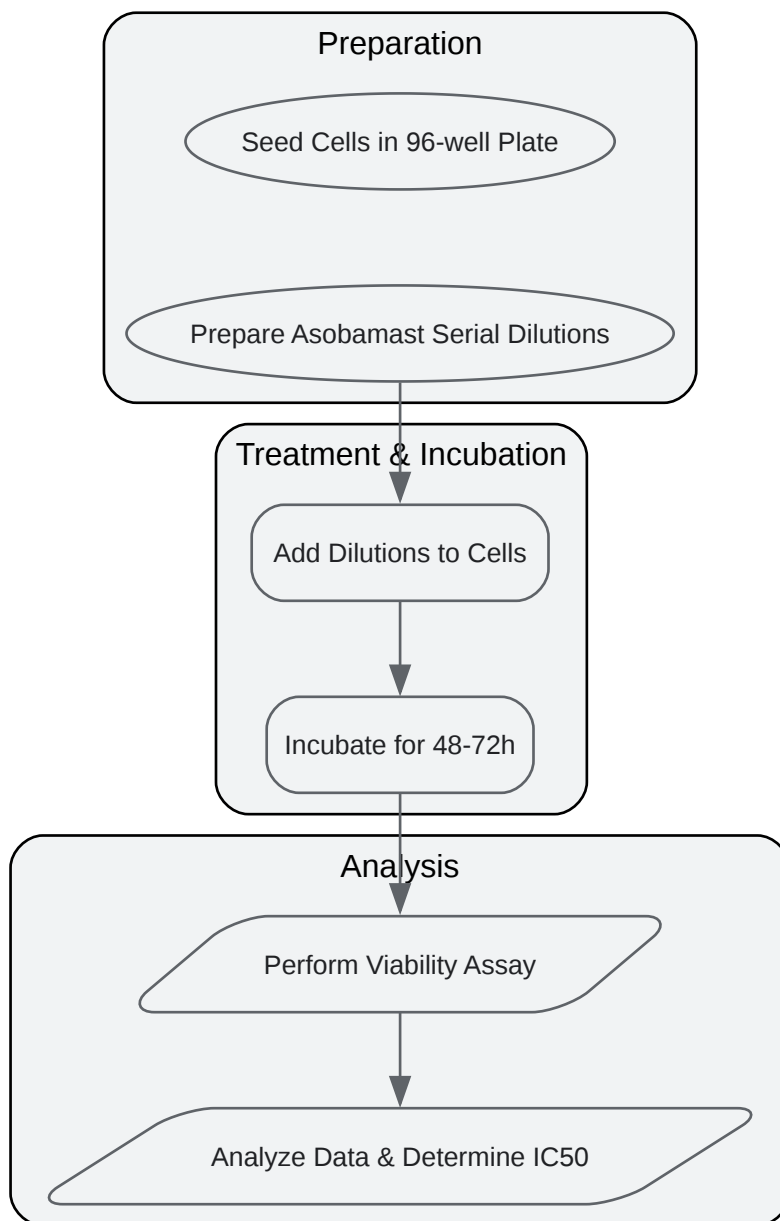 Preparation
Seed Cells in 96-well Plate
Prepare Asobamast Serial Dilutions
Treatment & Incubation
Add Dilutions to Cells
Incubate for 48-72h
Analysis
Perform Viability Assay
Analyze Data & Determine IC50